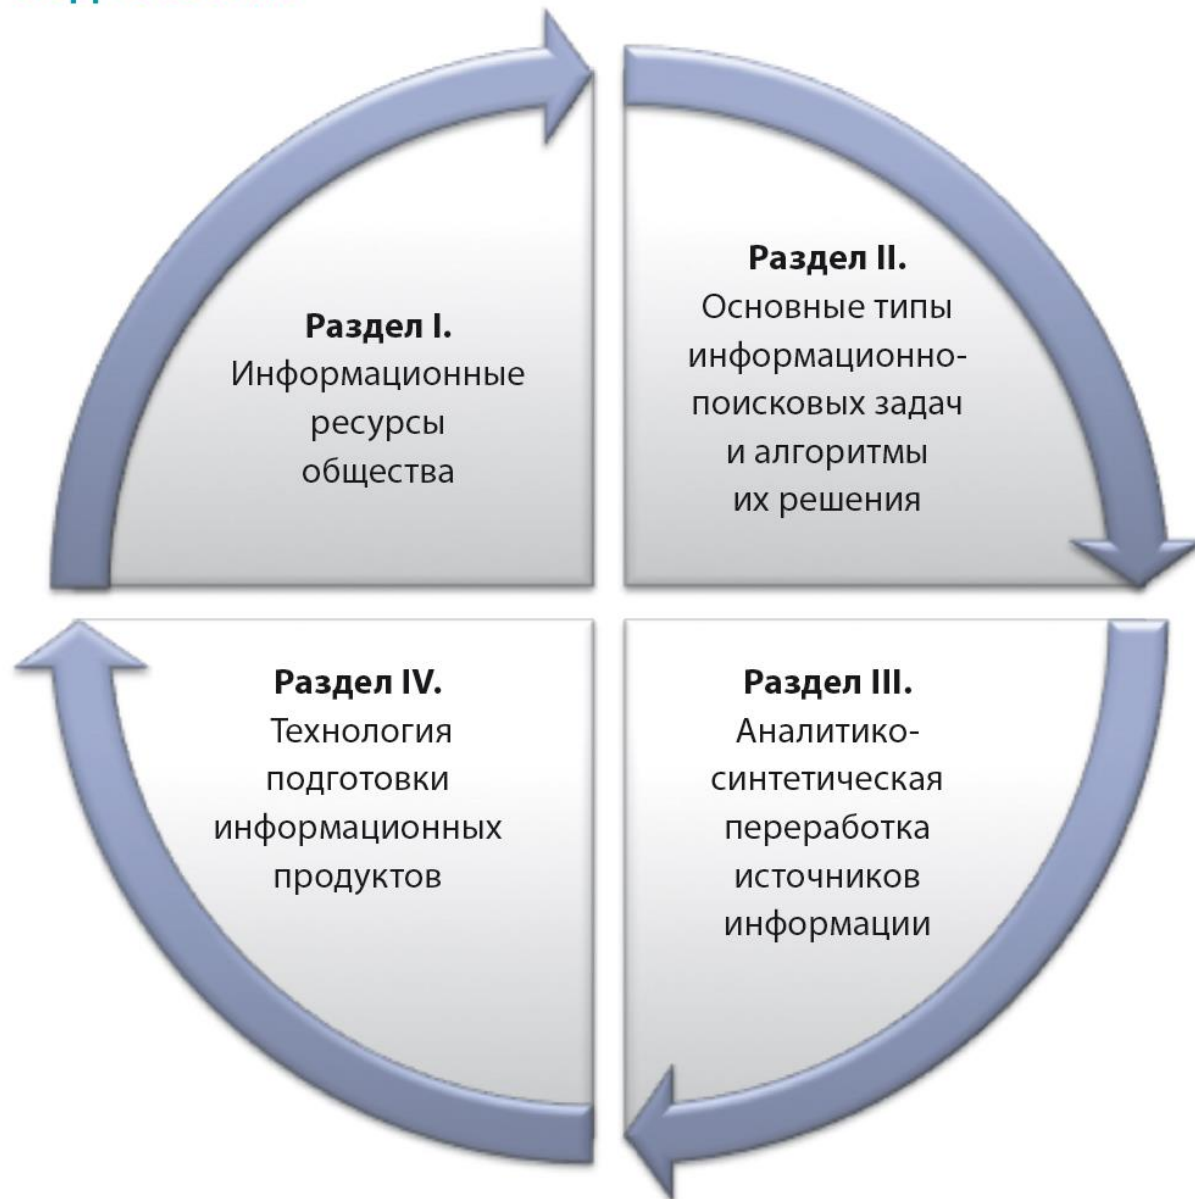 Раздел I.
Информационные
ресурсы
общества
Раздел II.
Основные типы
информационно-
поисковых задач
и алгоритмы
их решения
Раздел III.
Аналитико-
синтетическая
переработка
источников
информации
Раздел IV.
Технология
подготовки
информационных
продуктов